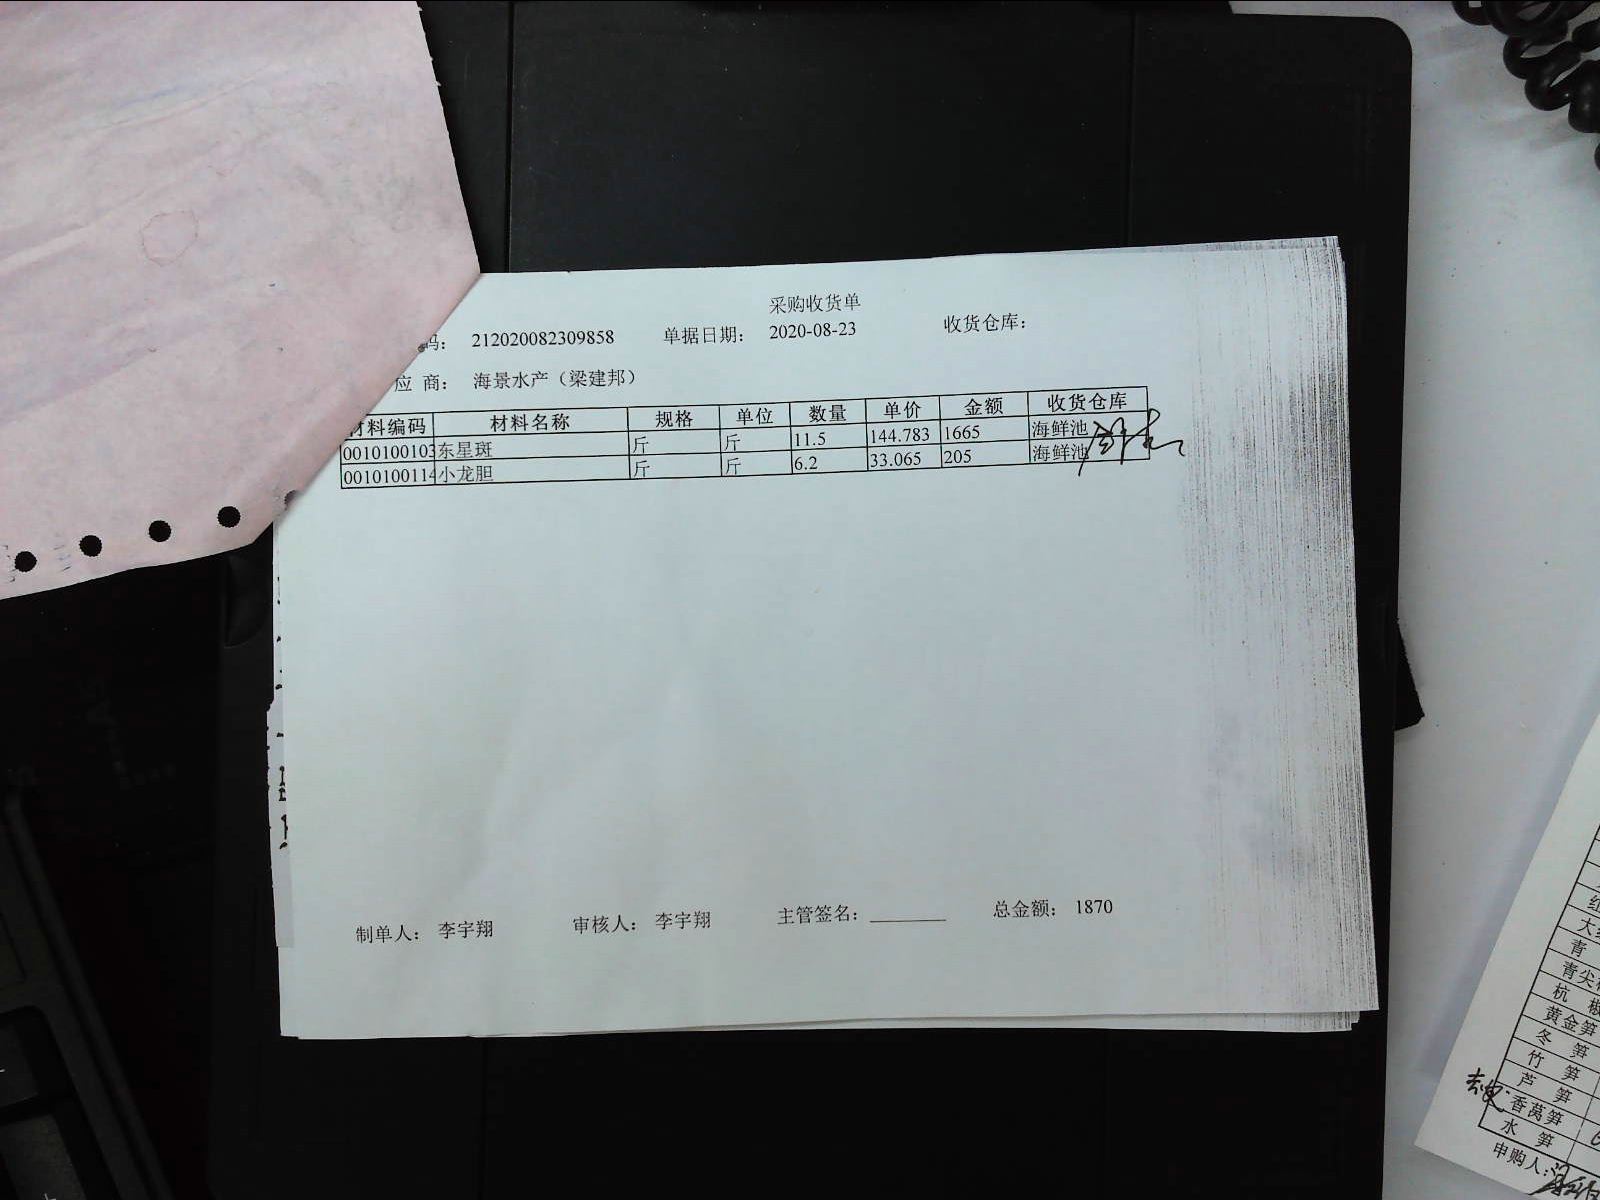 采购收货单
码： 212020082309858 单据日期： 2020-08-23 收货仓库：
应 商： 海景水产（梁建邦）
材料编码 材料名称 规格 单位 数量 单价 金额 收货仓库
0010100103 东星斑 斤 斤 11.5 144.783 1665 海鲜池
0010100114 小龙胆 斤 斤 6.2 33.065 205 海鲜池
制单人： 李宇翔 审核人： 李宇翔 主管签名： 总金额： 1870
青
青尖
杭
黄金笋
冬 笋
竹 笋
芦 笋
香莴笋
水 笋
申购人：